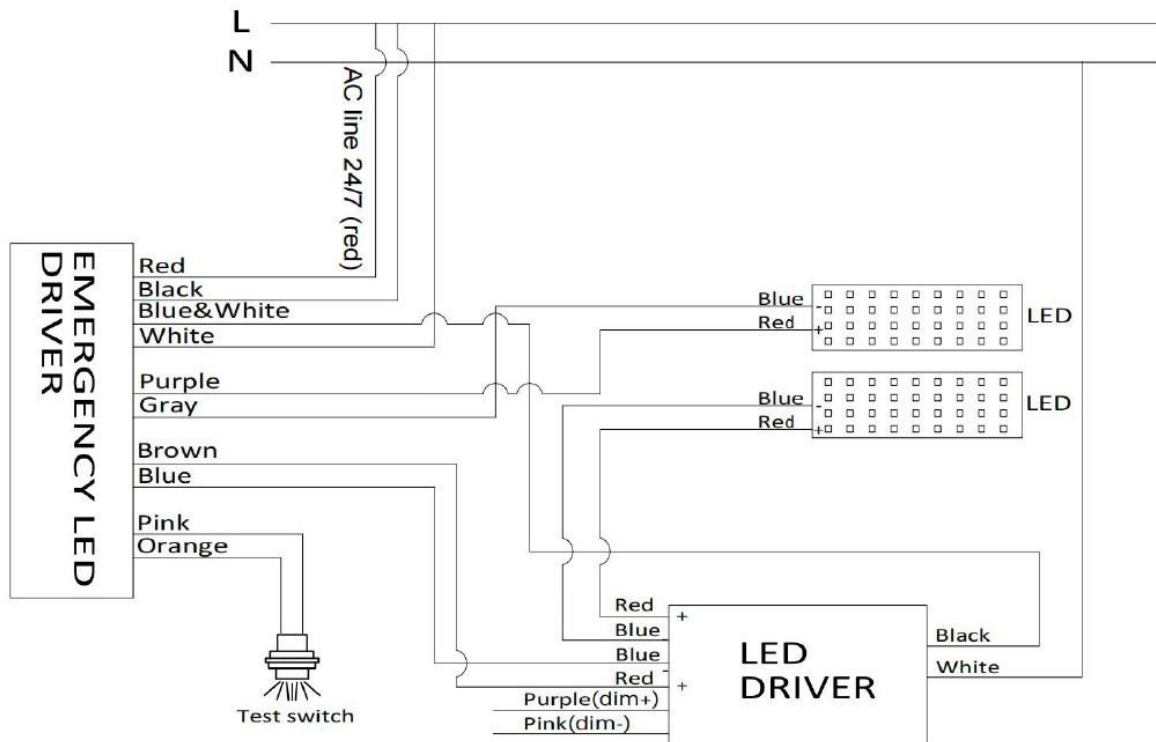 L
N
AC line 24/7 (red)
EMERGENCY LED
DRIVER
Red
Black
Blue&White
White
Purple
Gray
Brown
Blue
Pink
Orange
Test switch
Blue
-
Red
+
LED
Blue
-
Red
+
LED
Red
+
Blue
-
Blue
-
Red
+
Purple(dim+)
Pink(dim-)
LED
DRIVER
Black
White